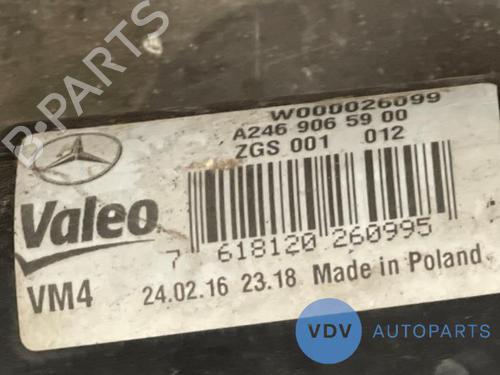 B-PARTS
W000026099
A246 906 59 00
ZGS 001 012
Valeo
7 618120 260995
VM4
24.02.16 23.18 Made in Poland
VDV AUTOPARTS